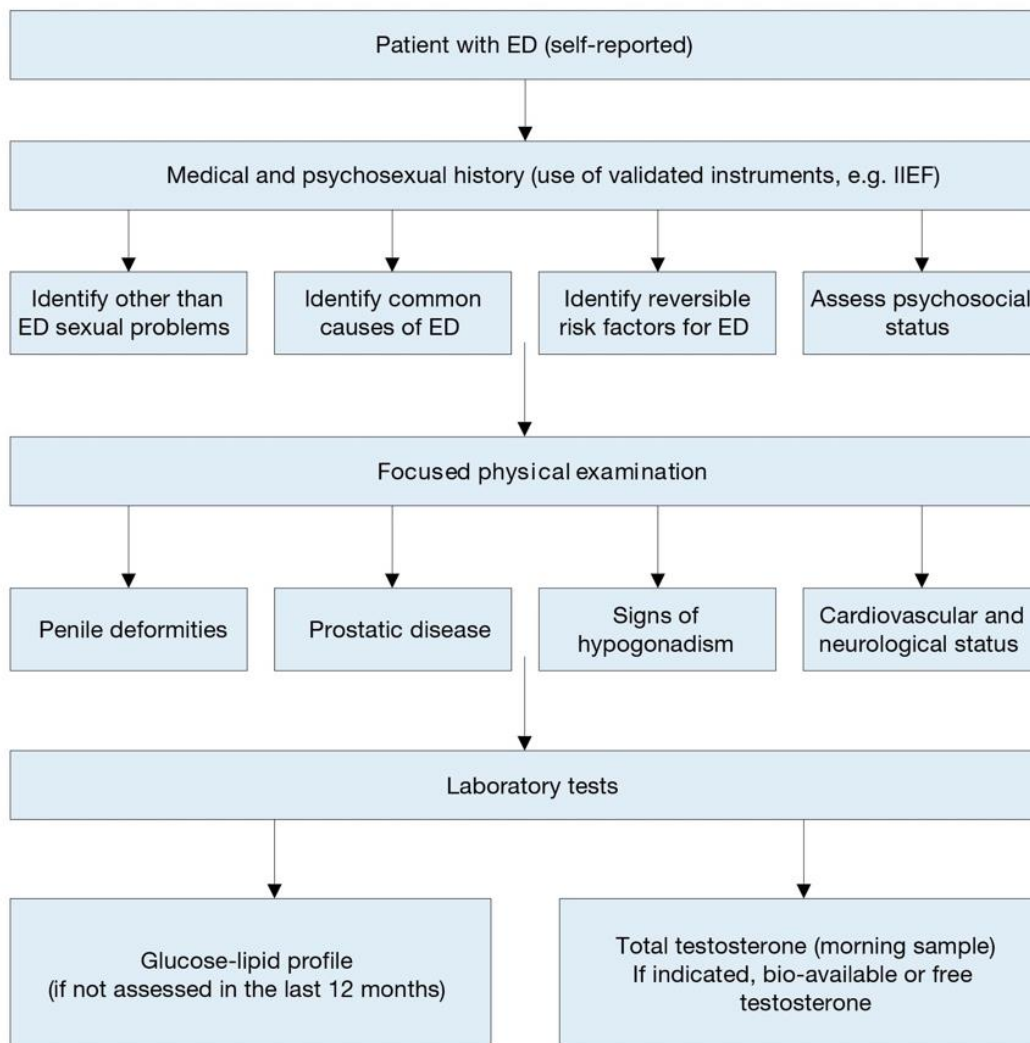 Patient with ED (self-reported)
Medical and psychosexual history (use of validated instruments, e.g. IIEF)
Identify other than
ED sexual problems
Identify common
causes of ED
Identify reversible
risk factors for ED
Assess psychosocial
status
Focused physical examination
Penile deformities
Prostatic disease
Signs of
hypogonadism
Cardiovascular and
neurological status
Laboratory tests
Glucose-lipid profile
(if not assessed in the last 12 months)
Total testosterone (morning sample)
If indicated, bio-available or free
testosterone